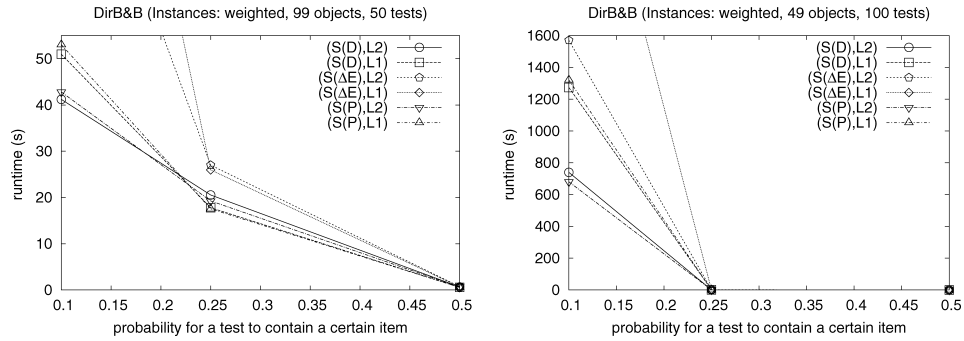 DirB&B (Instances: weighted, 99 objects, 50 tests)
(S(D),L2)
(S(D),L1)
(S(ΔE),L2)
(S(ΔE),L1)
(S(P),L2)
(S(P),L1)
runtime (s)
50
40
30
20
10
0
0.1 0.15 0.2 0.25 0.3 0.35 0.4 0.45 0.5
probability for a test to contain a certain item
DirB&B (Instances: weighted, 49 objects, 100 tests)
(S(D),L2)
(S(D),L1)
(S(ΔE),L2)
(S(ΔE),L1)
(S(P),L2)
(S(P),L1)
runtime (s)
1600
1400
1200
1000
800
600
400
200
0
0.1 0.15 0.2 0.25 0.3 0.35 0.4 0.45 0.5
probability for a test to contain a certain item